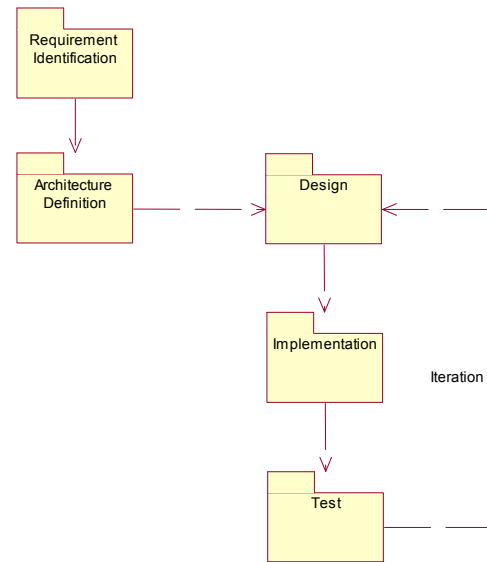 Requirement
Identification
Architecture
Definition
Design
Implementation
Iteration
Test